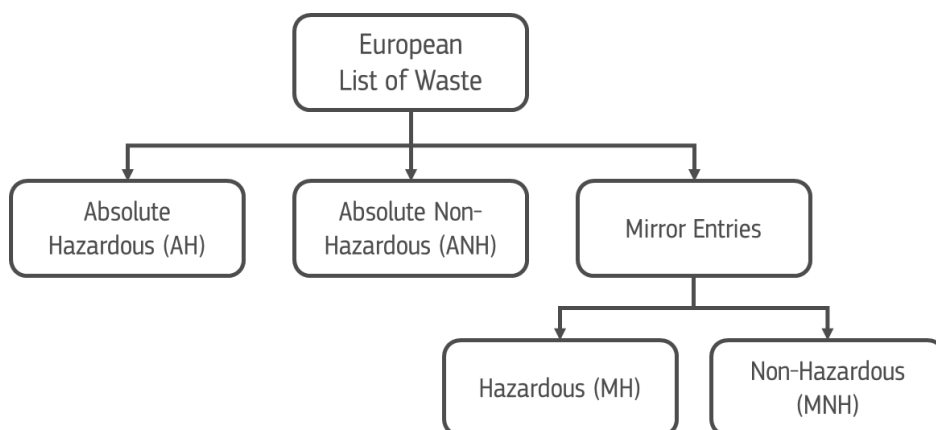 European
List of Waste
Absolute
Hazardous (AH)
Absolute Non-
Hazardous (ANH)
Mirror Entries
Hazardous (MH)
Non-Hazardous
(MNH)